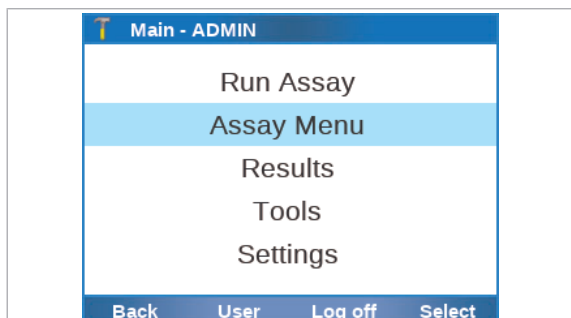 Main - ADMIN
Run Assay
Assay Menu
Results
Tools
Settings
Back User Log off Select